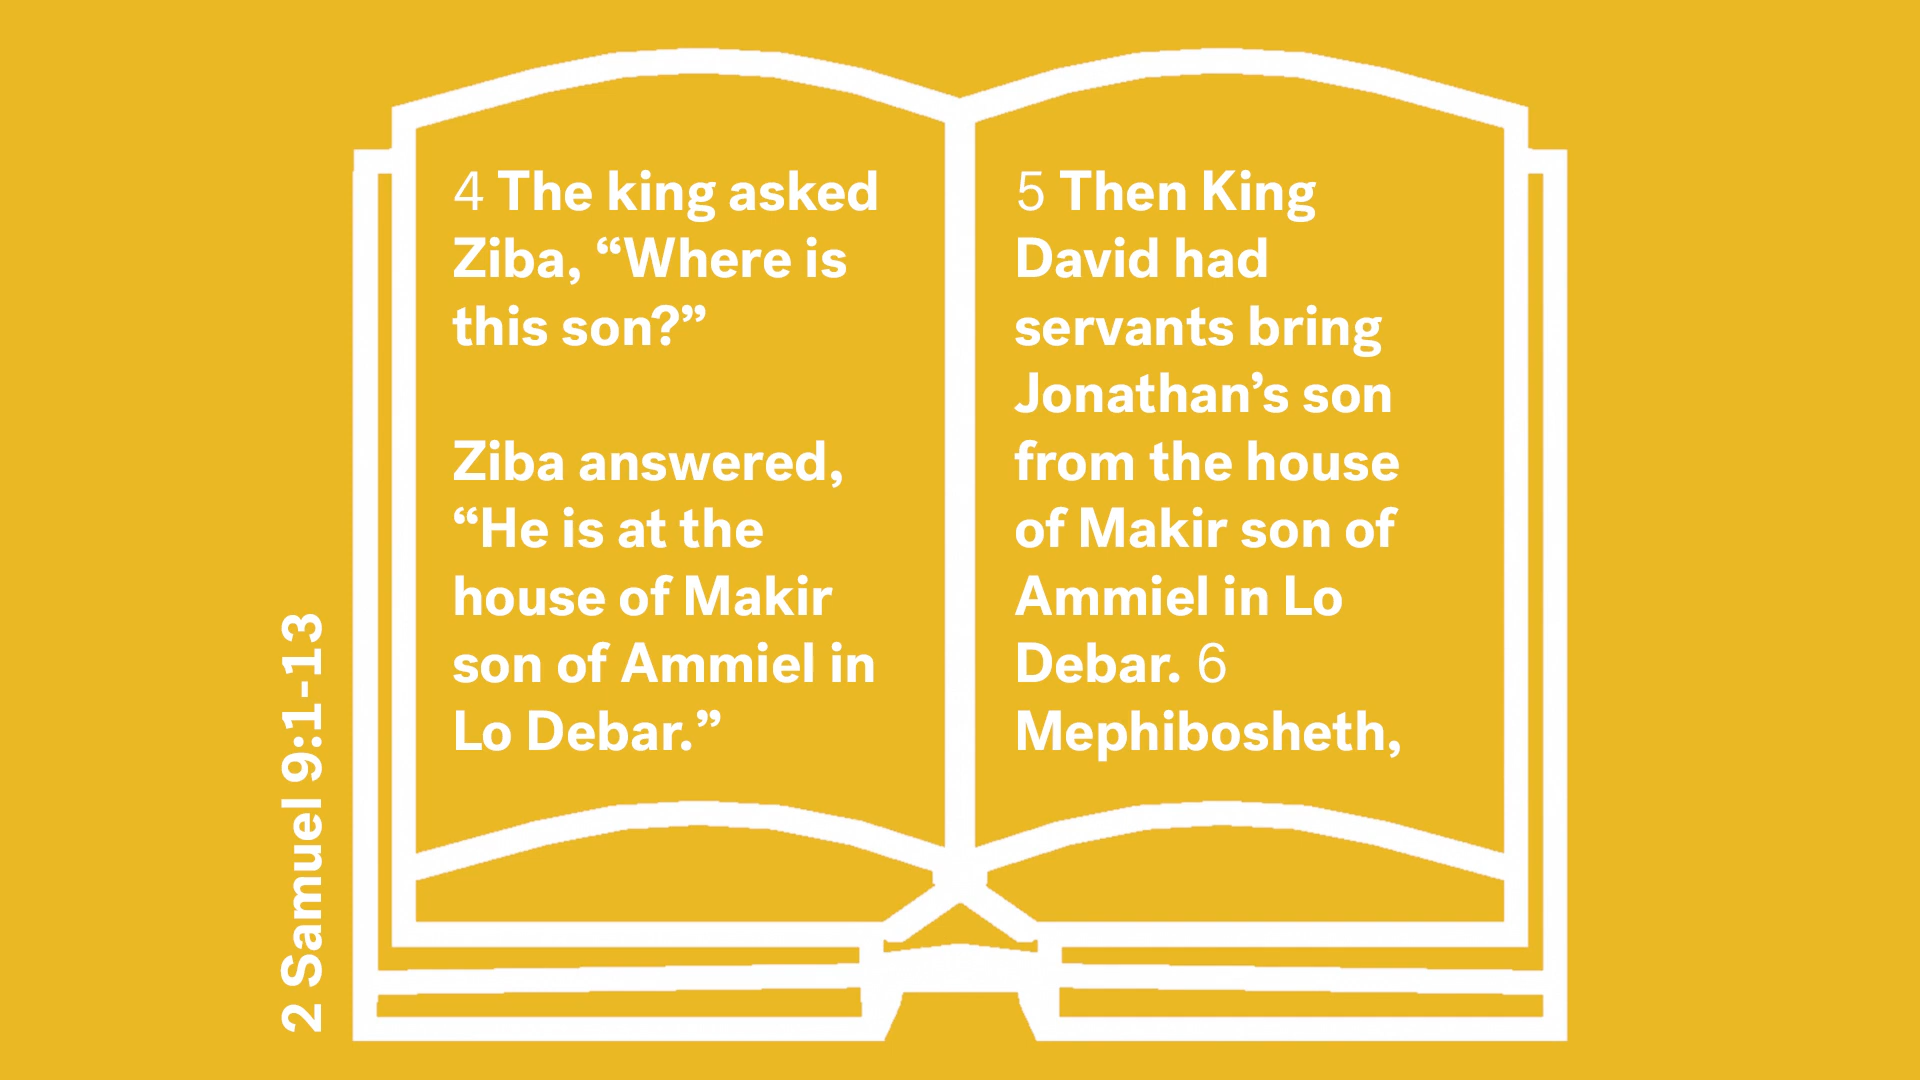 4 The king asked
Ziba, “Where is
this son?”
Ziba answered,
“He is at the
house of Makir
son of Ammiel in
Lo Debar.”
5 Then King
David had
servants bring
Jonathan’s son
from the house
of Makir son of
Ammiel in Lo
Debar. 6
Mephibosheth,
2 Samuel 9:1-13